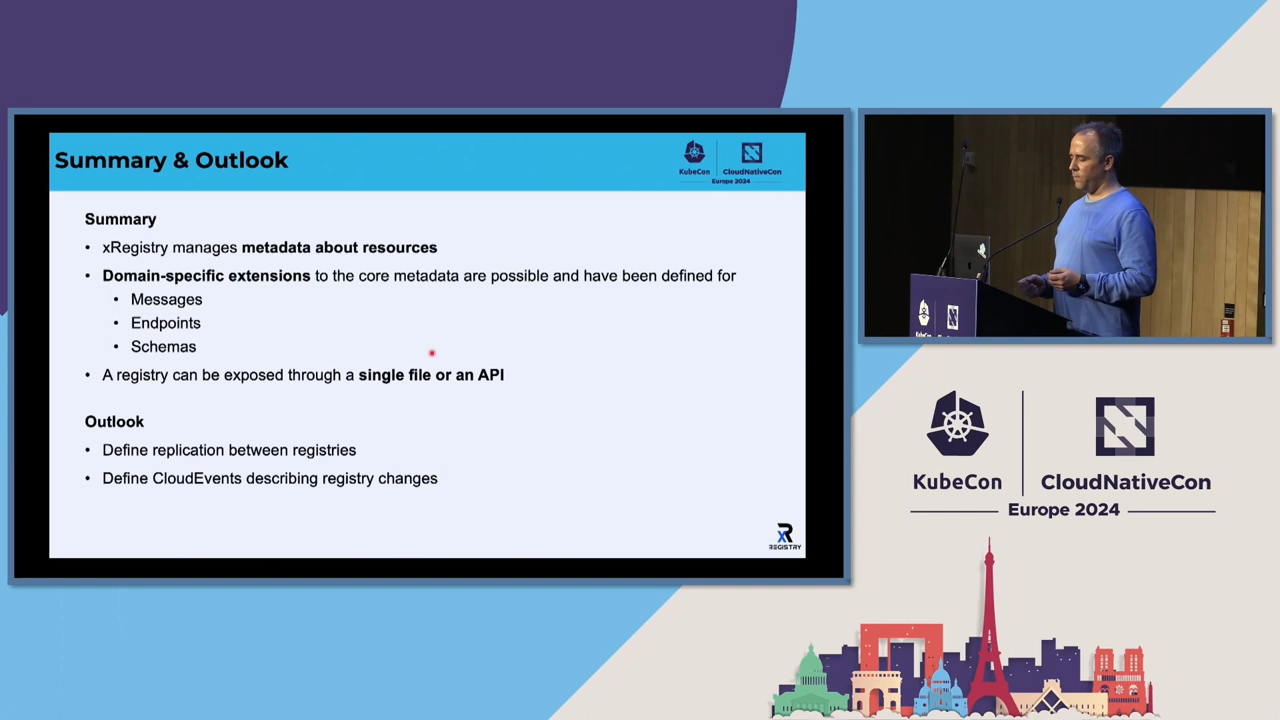 Summary & Outlook
KubeCon
CloudNativeCon
Europe 2024
Summary
• xRegistry manages metadata about resources
• Domain-specific extensions to the core metadata are possible and have been defined for
• Messages
• Endpoints
• Schemas
• A registry can be exposed through a single file or an API
Outlook
• Define replication between registries
• Define CloudEvents describing registry changes
xR
REGISTRY
KubeCon
CloudNativeCon
Europe 2024